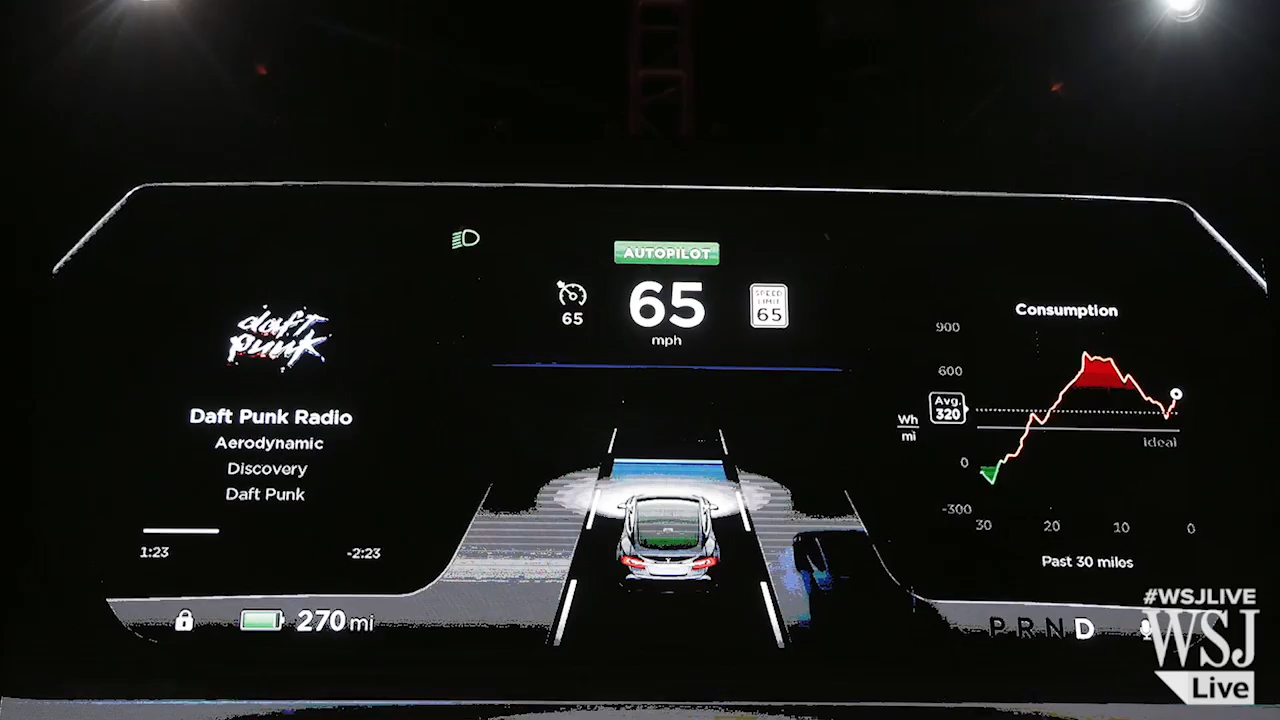 AUTOPILOT
65
65
mph
SPEED
LIMIT
65
daft
punk
Daft Punk Radio
Aerodynamic
Discovery
Daft Punk
1:23
-2:23
Consumption
900
600
Avg.
320
Wh
mi
ideal
0
-300
30
20
10
0
Past 30 miles
270 mi
P R N D
#WSJLIVE
WSJ
Live